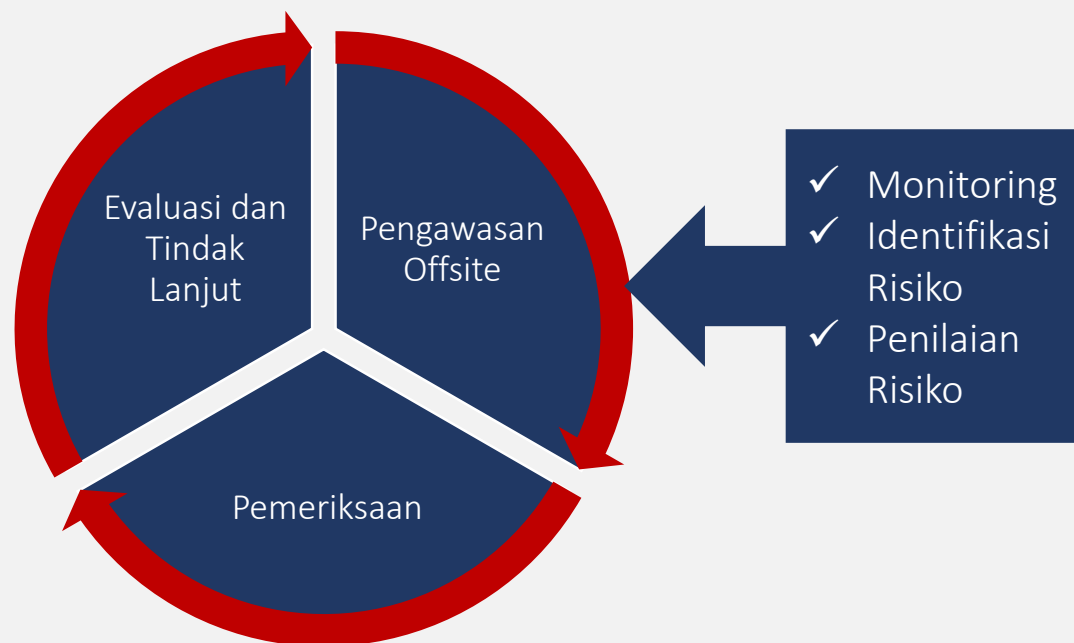 Evaluasi dan
Tindak
Lanjut
Pengawasan
Offsite
Pemeriksaan
✓ Monitoring
✓ Identifikasi
Risiko
✓ Penilaian
Risiko